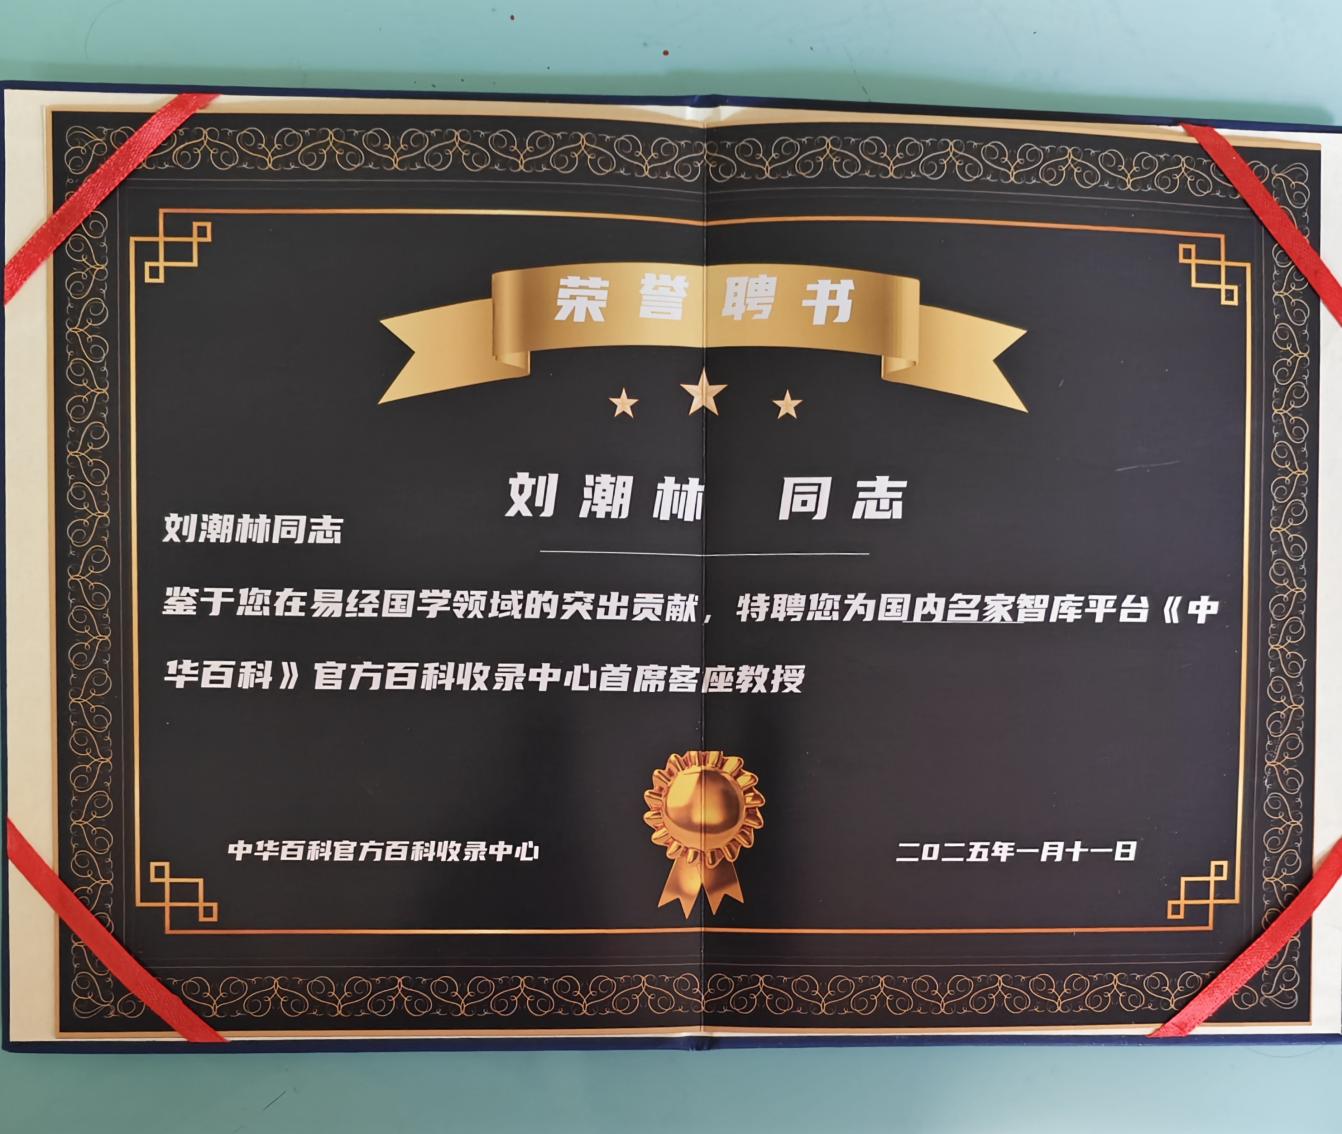 荣誉聘书
刘潮林 同志
刘潮林同志
鉴于您在易经国学领域的突出贡献，特聘您为国内名家智库平台《中
华百科》官方百科收录中心首席客座教授
中华百科官方百科收录中心
二0二五年一月十一日